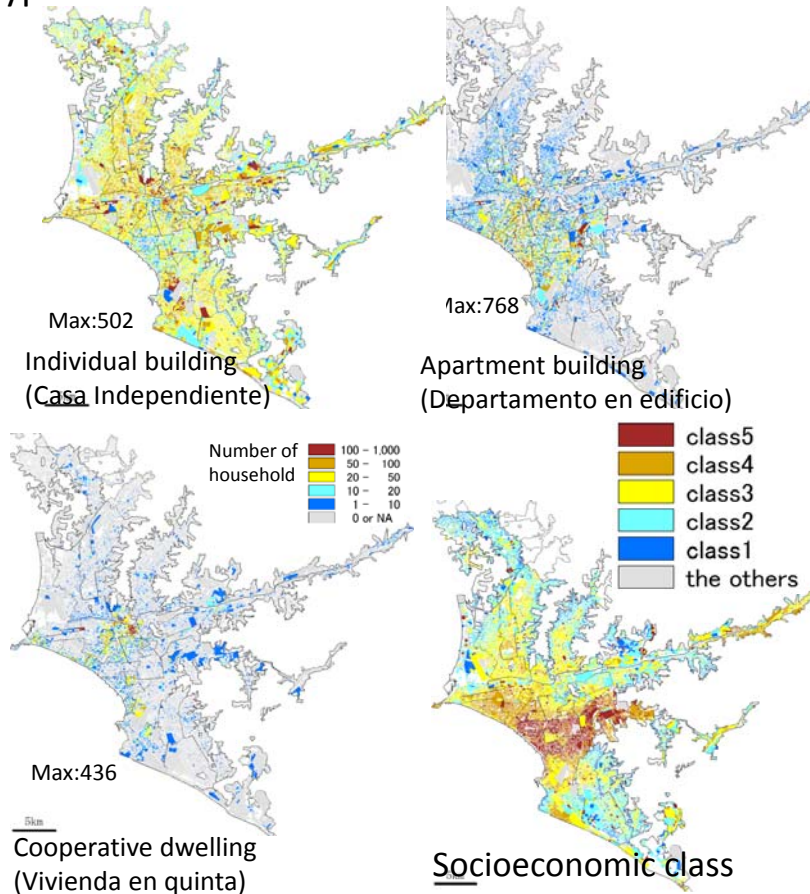 Max:502
Individual building
(Casa Independiente)
Max:768
Apartment building
(Departamento en edificio)
Number of
household
100 - 1,000
50 - 100
20 - 50
10 - 20
1 - 10
0 or NA
Max:436
5km
Cooperative dwelling
(Vivienda en quinta)
class5
class4
class3
class2
class1
the others
Socioeconomic class